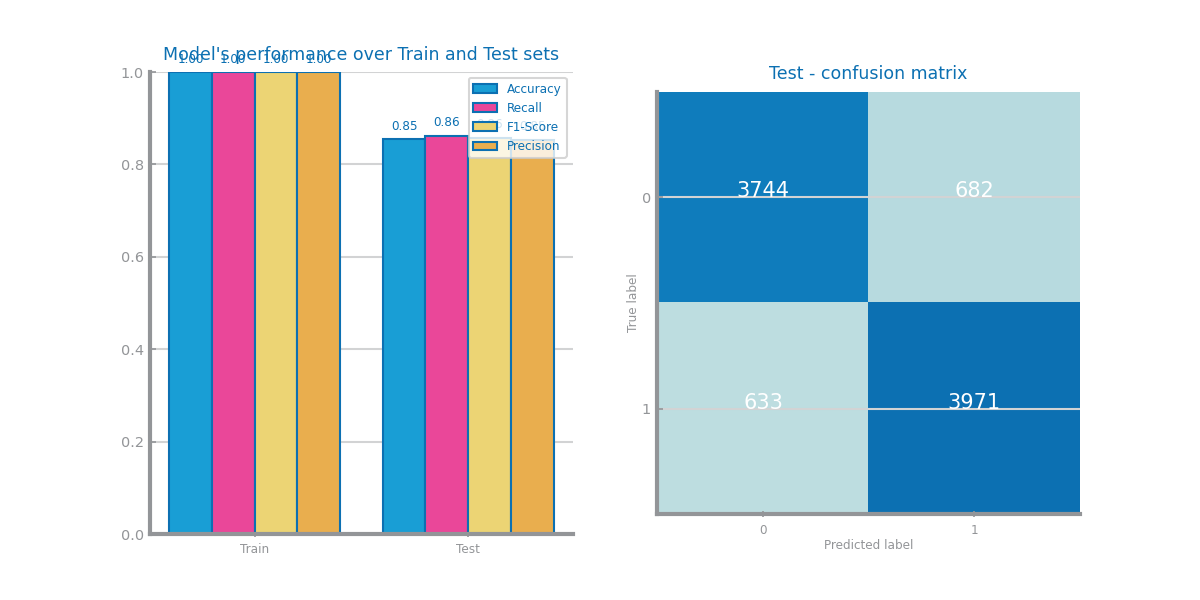 Model's performance over Train and Test sets
1.00 1.00 1.00 1.00
1.0
0.8
0.6
0.4
0.2
0.0
Accuracy
Recall
F1-Score
Precision
0.85 0.86
Train Test
Test - confusion matrix
3744 682
633 3971
0
1
True label
0 1
Predicted label